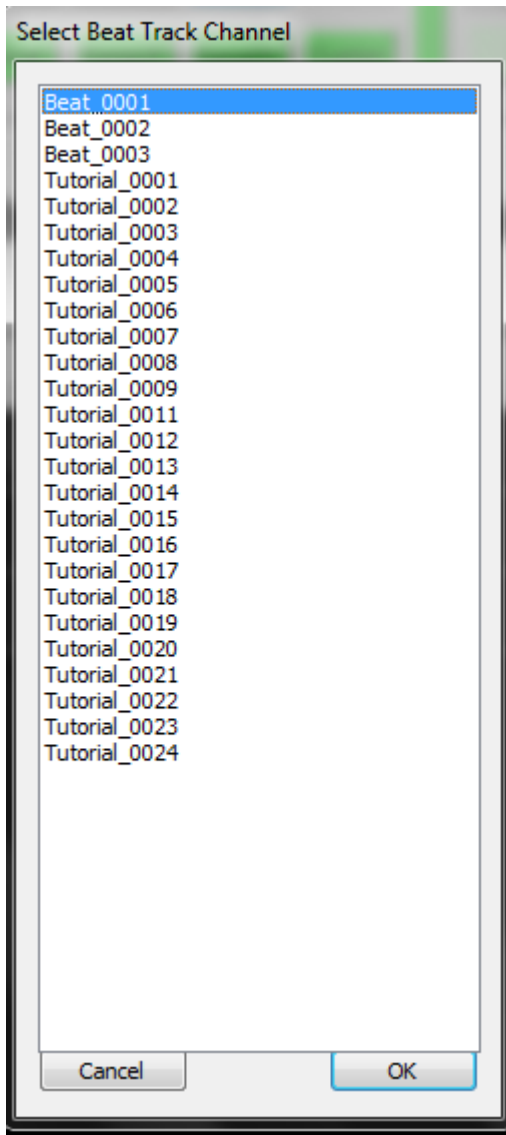 Select Beat Track Channel
Beat_0001
Beat_0002
Beat_0003
Tutorial_0001
Tutorial_0002
Tutorial_0003
Tutorial_0004
Tutorial_0005
Tutorial_0006
Tutorial_0007
Tutorial_0008
Tutorial_0009
Tutorial_0011
Tutorial_0012
Tutorial_0013
Tutorial_0014
Tutorial_0015
Tutorial_0016
Tutorial_0017
Tutorial_0018
Tutorial_0019
Tutorial_0020
Tutorial_0021
Tutorial_0022
Tutorial_0023
Tutorial_0024
Cancel OK